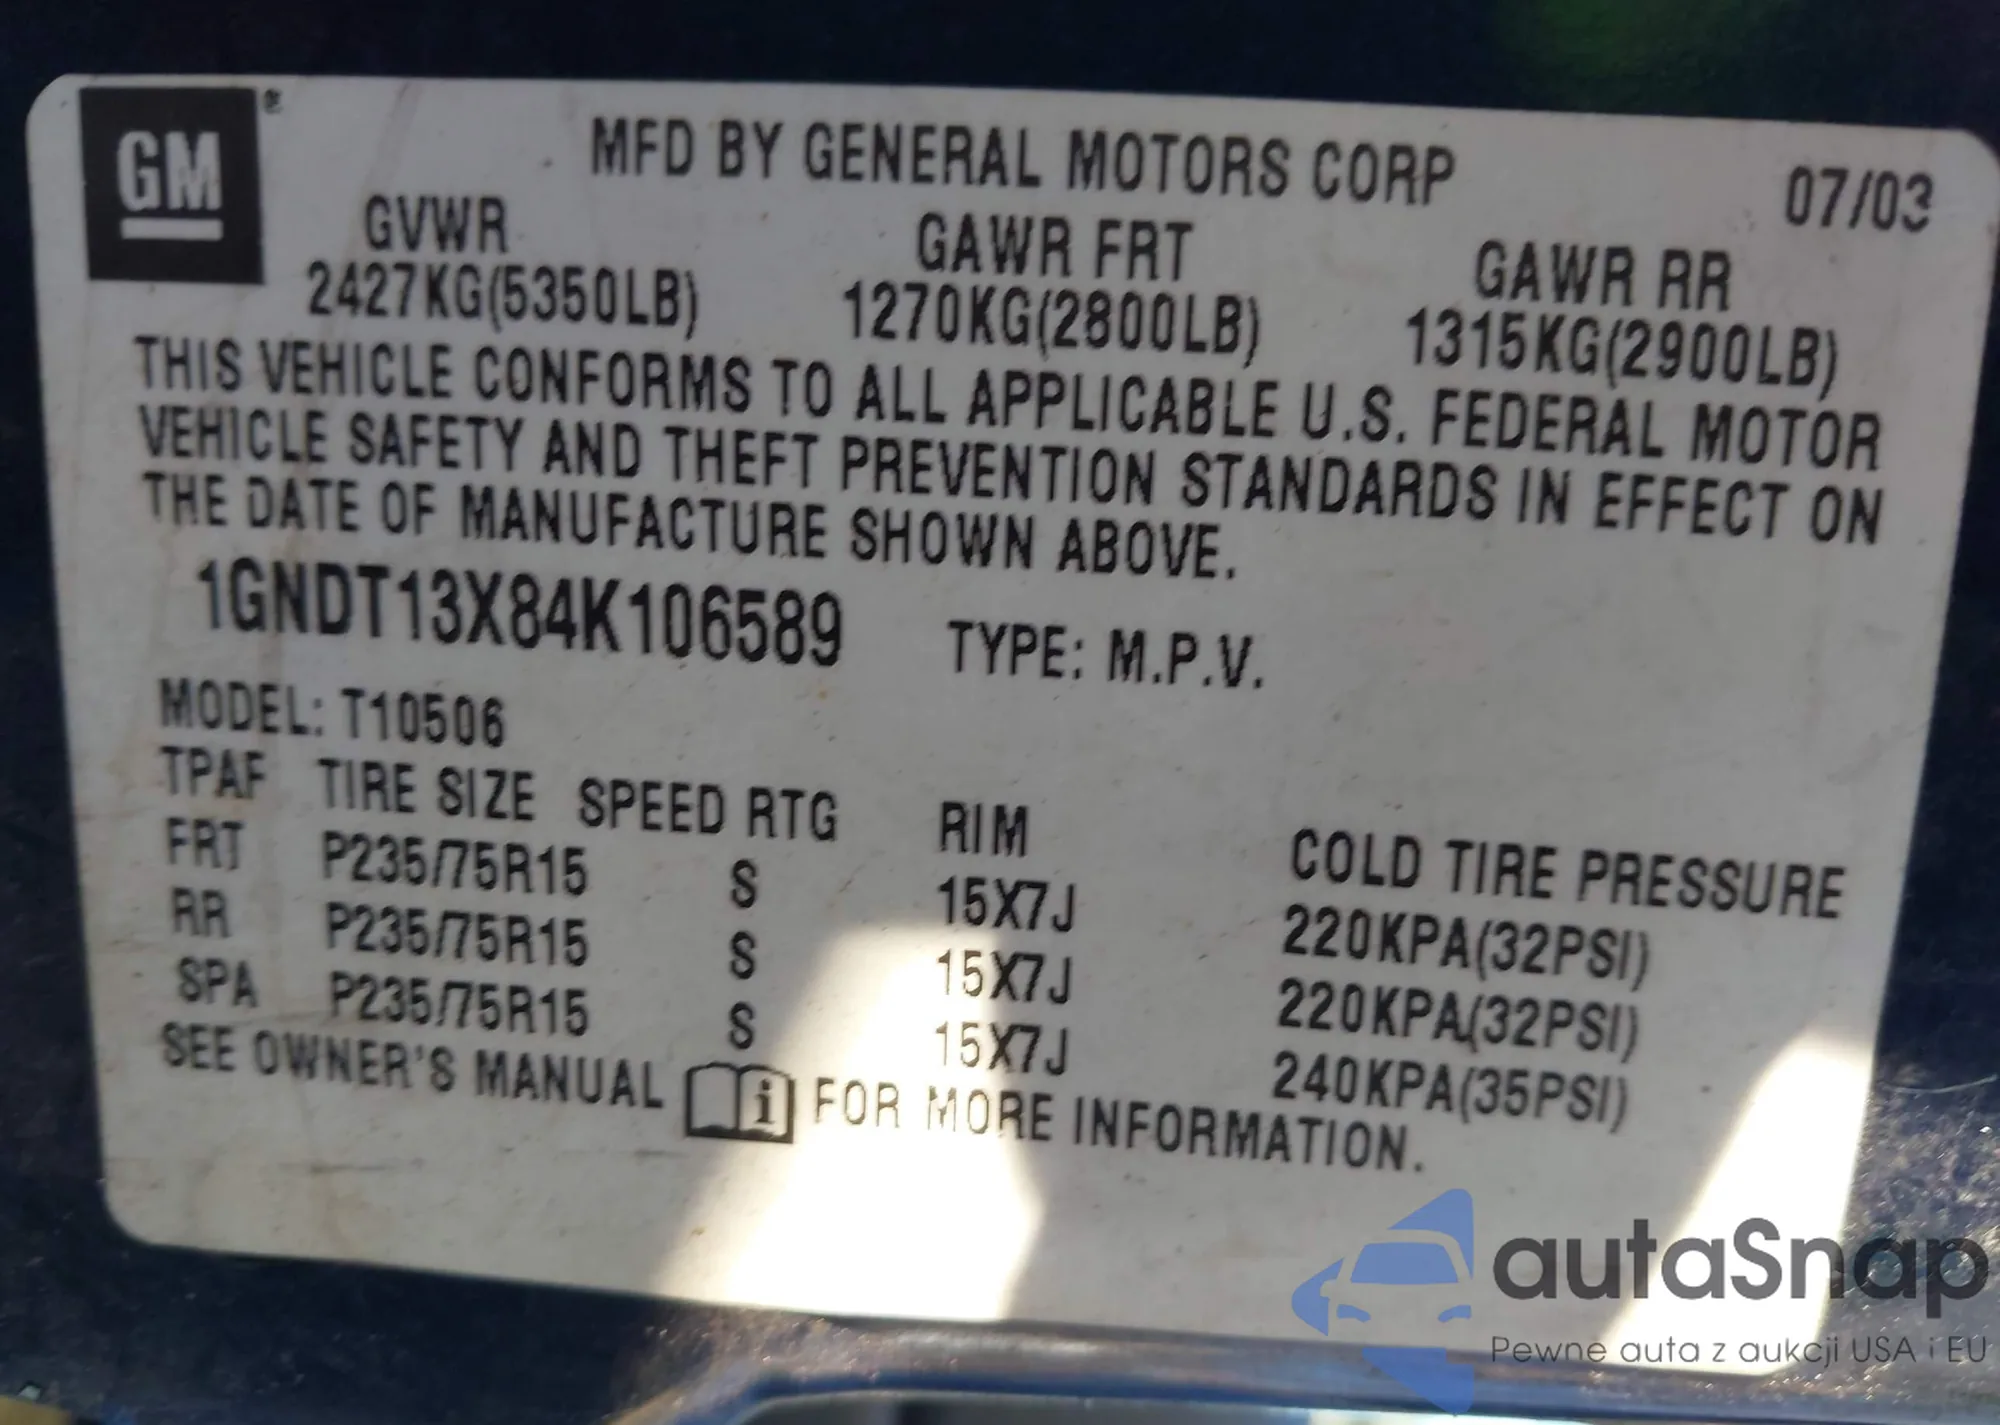 GM®
MFD BY GENERAL MOTORS CORP 07/03
GVWR GAWR FRT GAWR RR
2427KG(5350LB) 1270KG(2800LB) 1315KG(2900LB)
THIS VEHICLE CONFORMS TO ALL APPLICABLE U.S. FEDERAL MOTOR
VEHICLE SAFETY AND THEFT PREVENTION STANDARDS IN EFFECT ON
THE DATE OF MANUFACTURE SHOWN ABOVE.
1GNDT13X84K106589 TYPE: M.P.V.
MODEL: T10506
TPAF TIRE SIZE SPEED RTG RIM COLD TIRE PRESSURE
FRT P235/75R15 S 15X7J 220KPA(32PSI)
RR P235/75R15 S 15X7J 220KPA(32PSI)
SPA P235/75R15 S 15X7J 240KPA(35PSI)
SEE OWNER'S MANUAL i FOR MORE INFORMATION.
autaSnap
Pewne auta z aukcji USA i EU